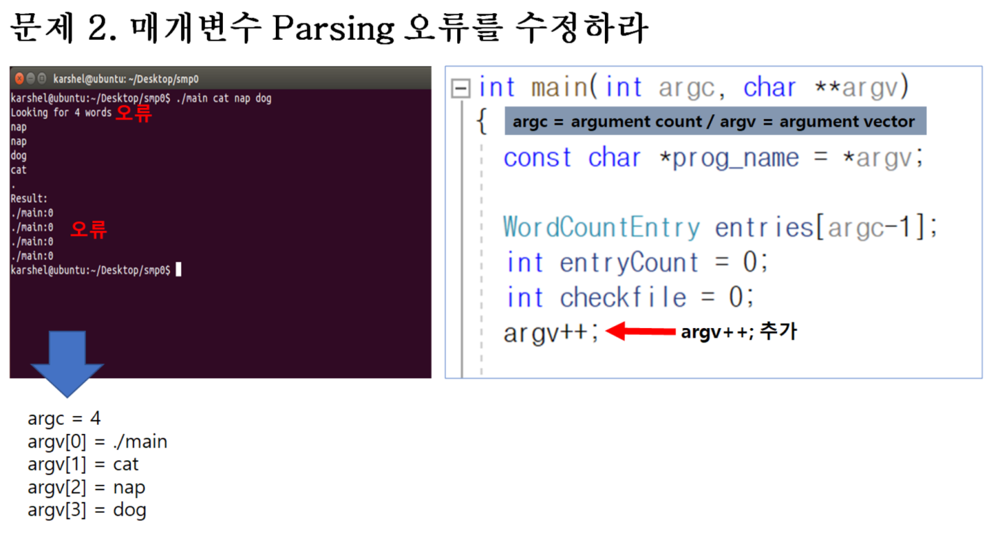 문제 2. 매개변수 Parsing 오류를 수정하라
karshel@ubuntu: ~/Desktop/smp0
karshel@ubuntu:~/Desktop/smp0$ ./main cat nap dog
Looking for 4 words 오류
nap
nap
dog
cat
.
Result:
./main:0
./main:0 오류
./main:0
./main:0
karshel@ubuntu:~/Desktop/smp0$
argc = 4
argv[0] = ./main
argv[1] = cat
argv[2] = nap
argv[3] = dog
int main(int argc, char **argv)
{ argc = argument count / argv = argument vector
const char *prog_name = *argv;
WordCountEntry entries[argc-1];
int entryCount = 0;
int checkfile = 0;
argv++; argv++; 추가